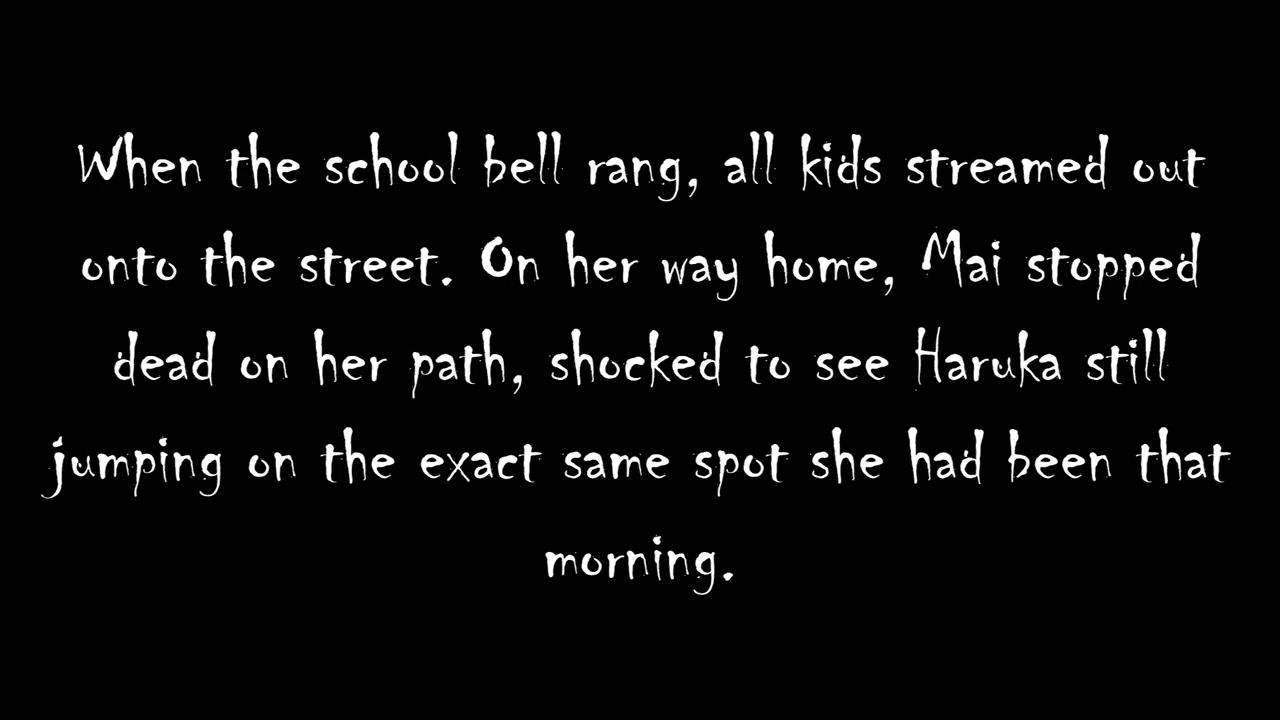 When the school bell rang, all kids streamed out
onto the street. On her way home, Mai stopped
dead on her path, shocked to see Haruka still
jumping on the exact same spot she had been that
morning.